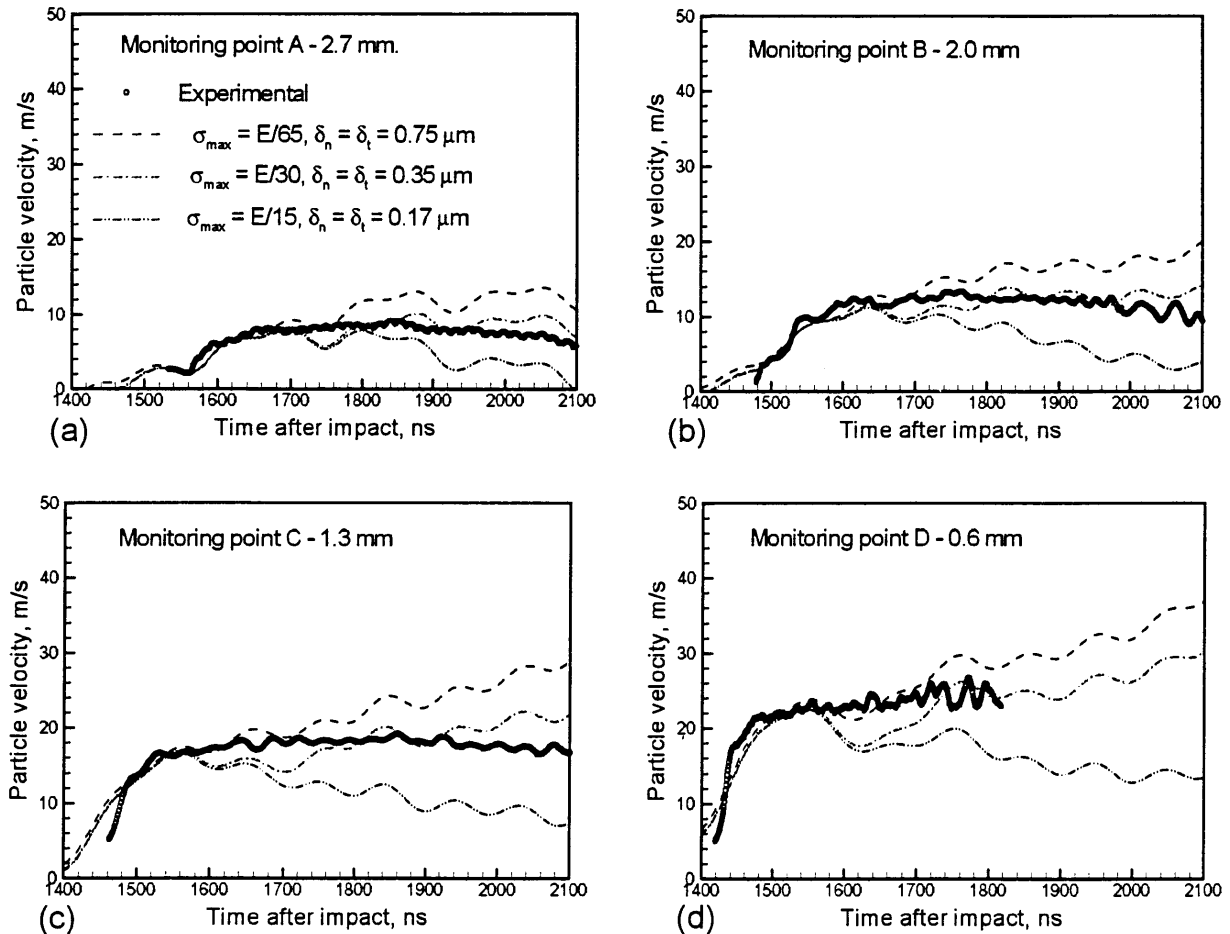 50
40
30
20
10
0
Particle velocity, m/s
Monitoring point A - 2.7 mm.
Experimental
σmax = E/65, δn = δt = 0.75 μm
σmax = E/30, δn = δt = 0.35 μm
σmax = E/15, δn = δt = 0.17 μm
1400 1500 1600 1700 1800 1900 2000 2100
Time after impact, ns
(a)
50
40
30
20
10
0
Particle velocity, m/s
Monitoring point B - 2.0 mm
1400 1500 1600 1700 1800 1900 2000 2100
Time after impact, ns
(b)
50
40
30
20
10
0
Particle velocity, m/s
Monitoring point C - 1.3 mm
1400 1500 1600 1700 1800 1900 2000 2100
Time after impact, ns
(c)
50
40
30
20
10
0
Particle velocity, m/s
Monitoring point D - 0.6 mm
1400 1500 1600 1700 1800 1900 2000 2100
Time after impact, ns
(d)